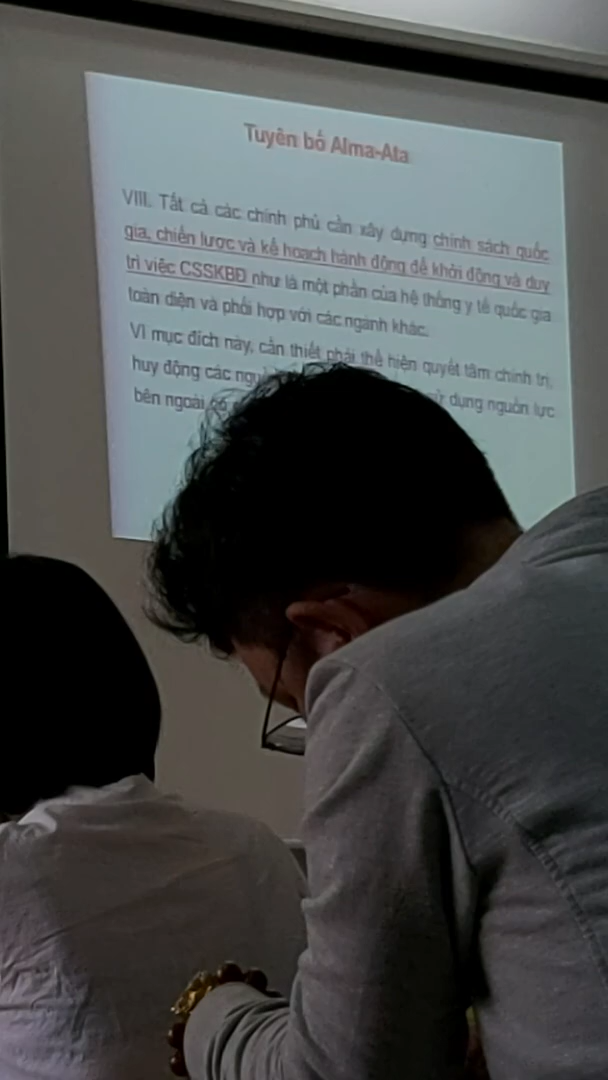 Tuyên bố Alma-Ata
VIII. Tất cả các chính phủ cần xây dựng chính sách quốc
gia, chiến lược và kế hoạch hành động để khởi động và duy
trì việc CSSKBĐ như là một phần của hệ thống y tế quốc gia
toàn diện và phối hợp với các ngành khác.
Vì mục đích này, cần thiết phải thể hiện quyết tâm chính trị,
huy động các dụng nguồn lực
bên ngoài